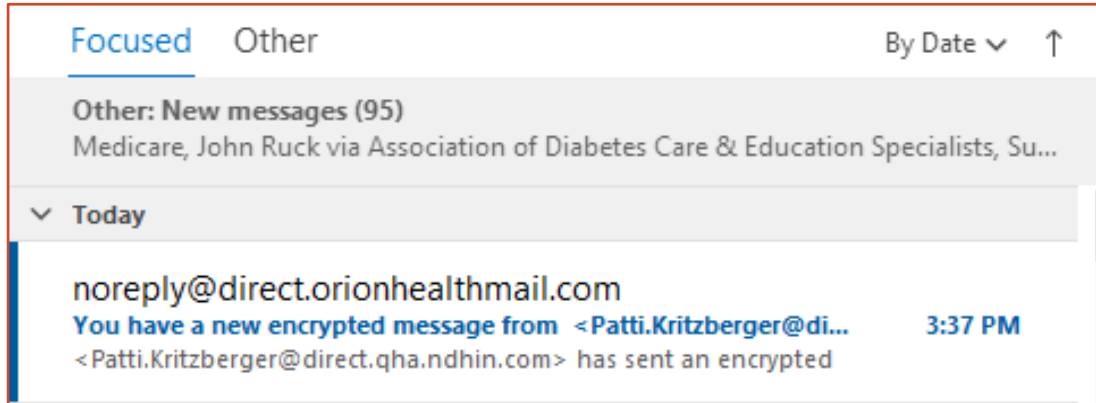 Focused Other By Date
Other: New messages (95)
Medicare, John Ruck via Association of Diabetes Care & Education Specialists, Su...
Today
noreply@direct.orionhealthmail.com
You have a new encrypted message from <Patti.Kritzberger@di... 3:37 PM
<Patti.Kritzberger@direct.qha.ndhin.com> has sent an encrypted